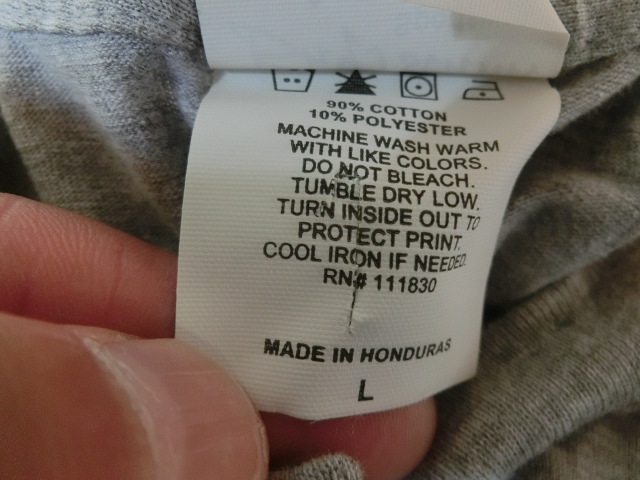 90% COTTON
10% POLYESTER
MACHINE WASH WARM
WITH LIKE COLORS.
DO NOT BLEACH.
TUMBLE DRY LOW.
TURN INSIDE OUT TO
PROTECT PRINT.
COOL IRON IF NEEDED.
RN# 111830
MADE IN HONDURAS
L